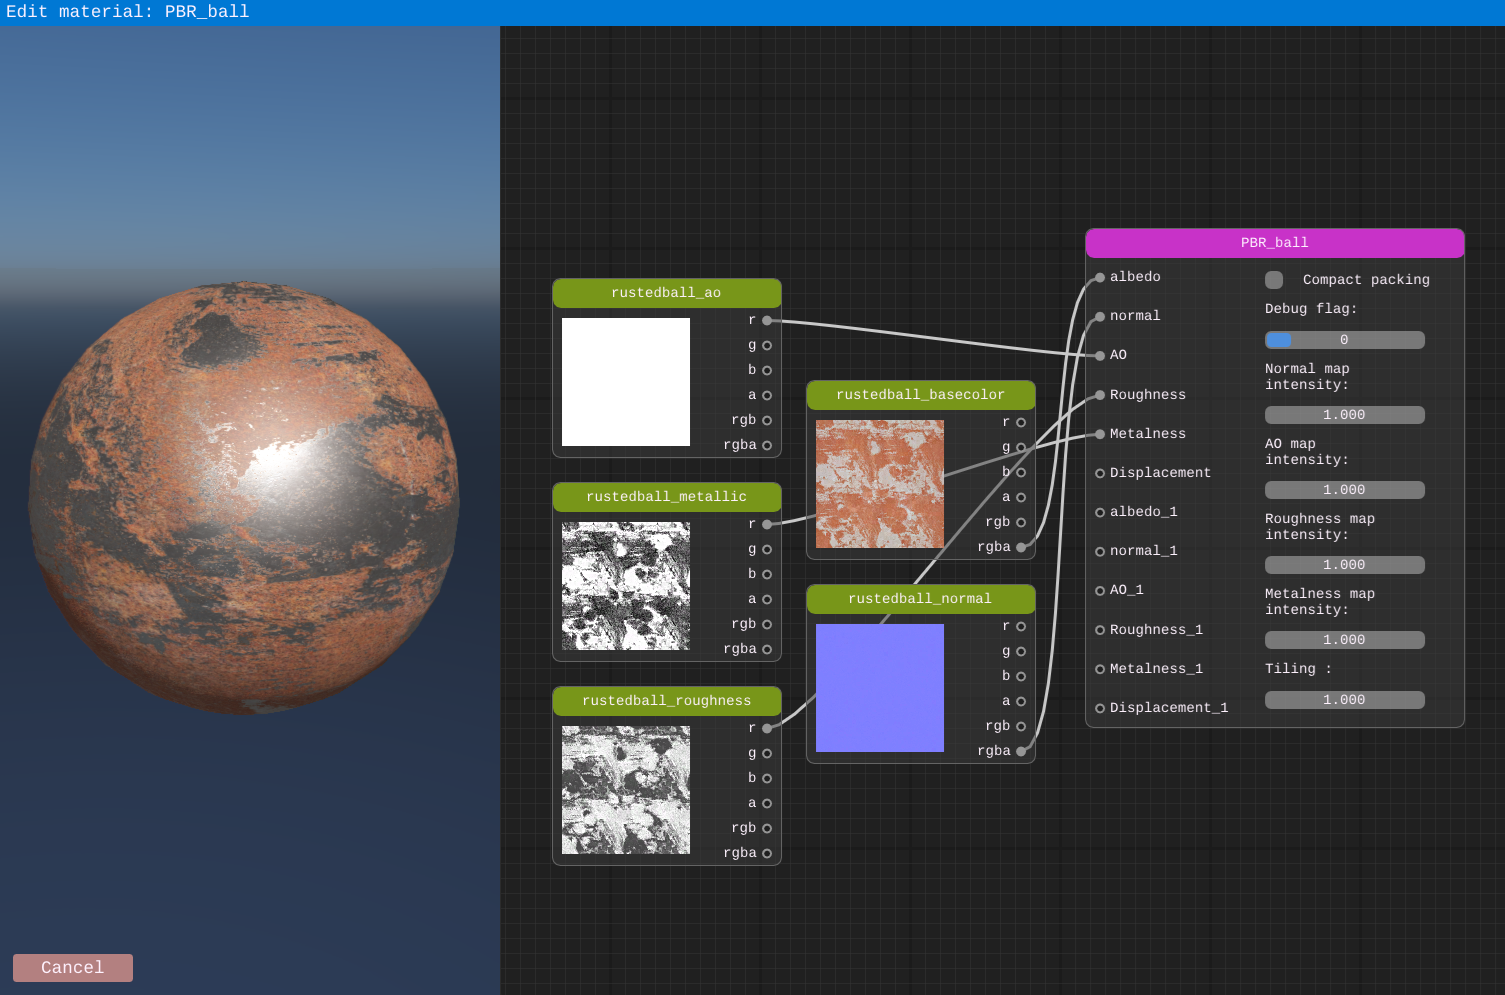 Edit material: PBR_ball
rustedball_ao
r
g
b
a
rgb
rgba
rustedball_metallic
r
g
b
a
rgb
rgba
rustedball_roughness
r
g
b
a
rgb
rgba
rustedball_basecolor
r
g
b
a
rgb
rgba
rustedball_normal
r
g
b
a
rgb
rgba
PBR_ball
albedo
normal
AO
Roughness
Metalness
Displacement
albedo_1
normal_1
AO_1
Roughness_1
Metalness_1
Displacement_1
Compact packing
Debug flag:
0
Normal map
intensity:
1.000
AO map
intensity:
1.000
Roughness map
intensity:
1.000
Metalness map
intensity:
1.000
Tiling :
1.000
Cancel